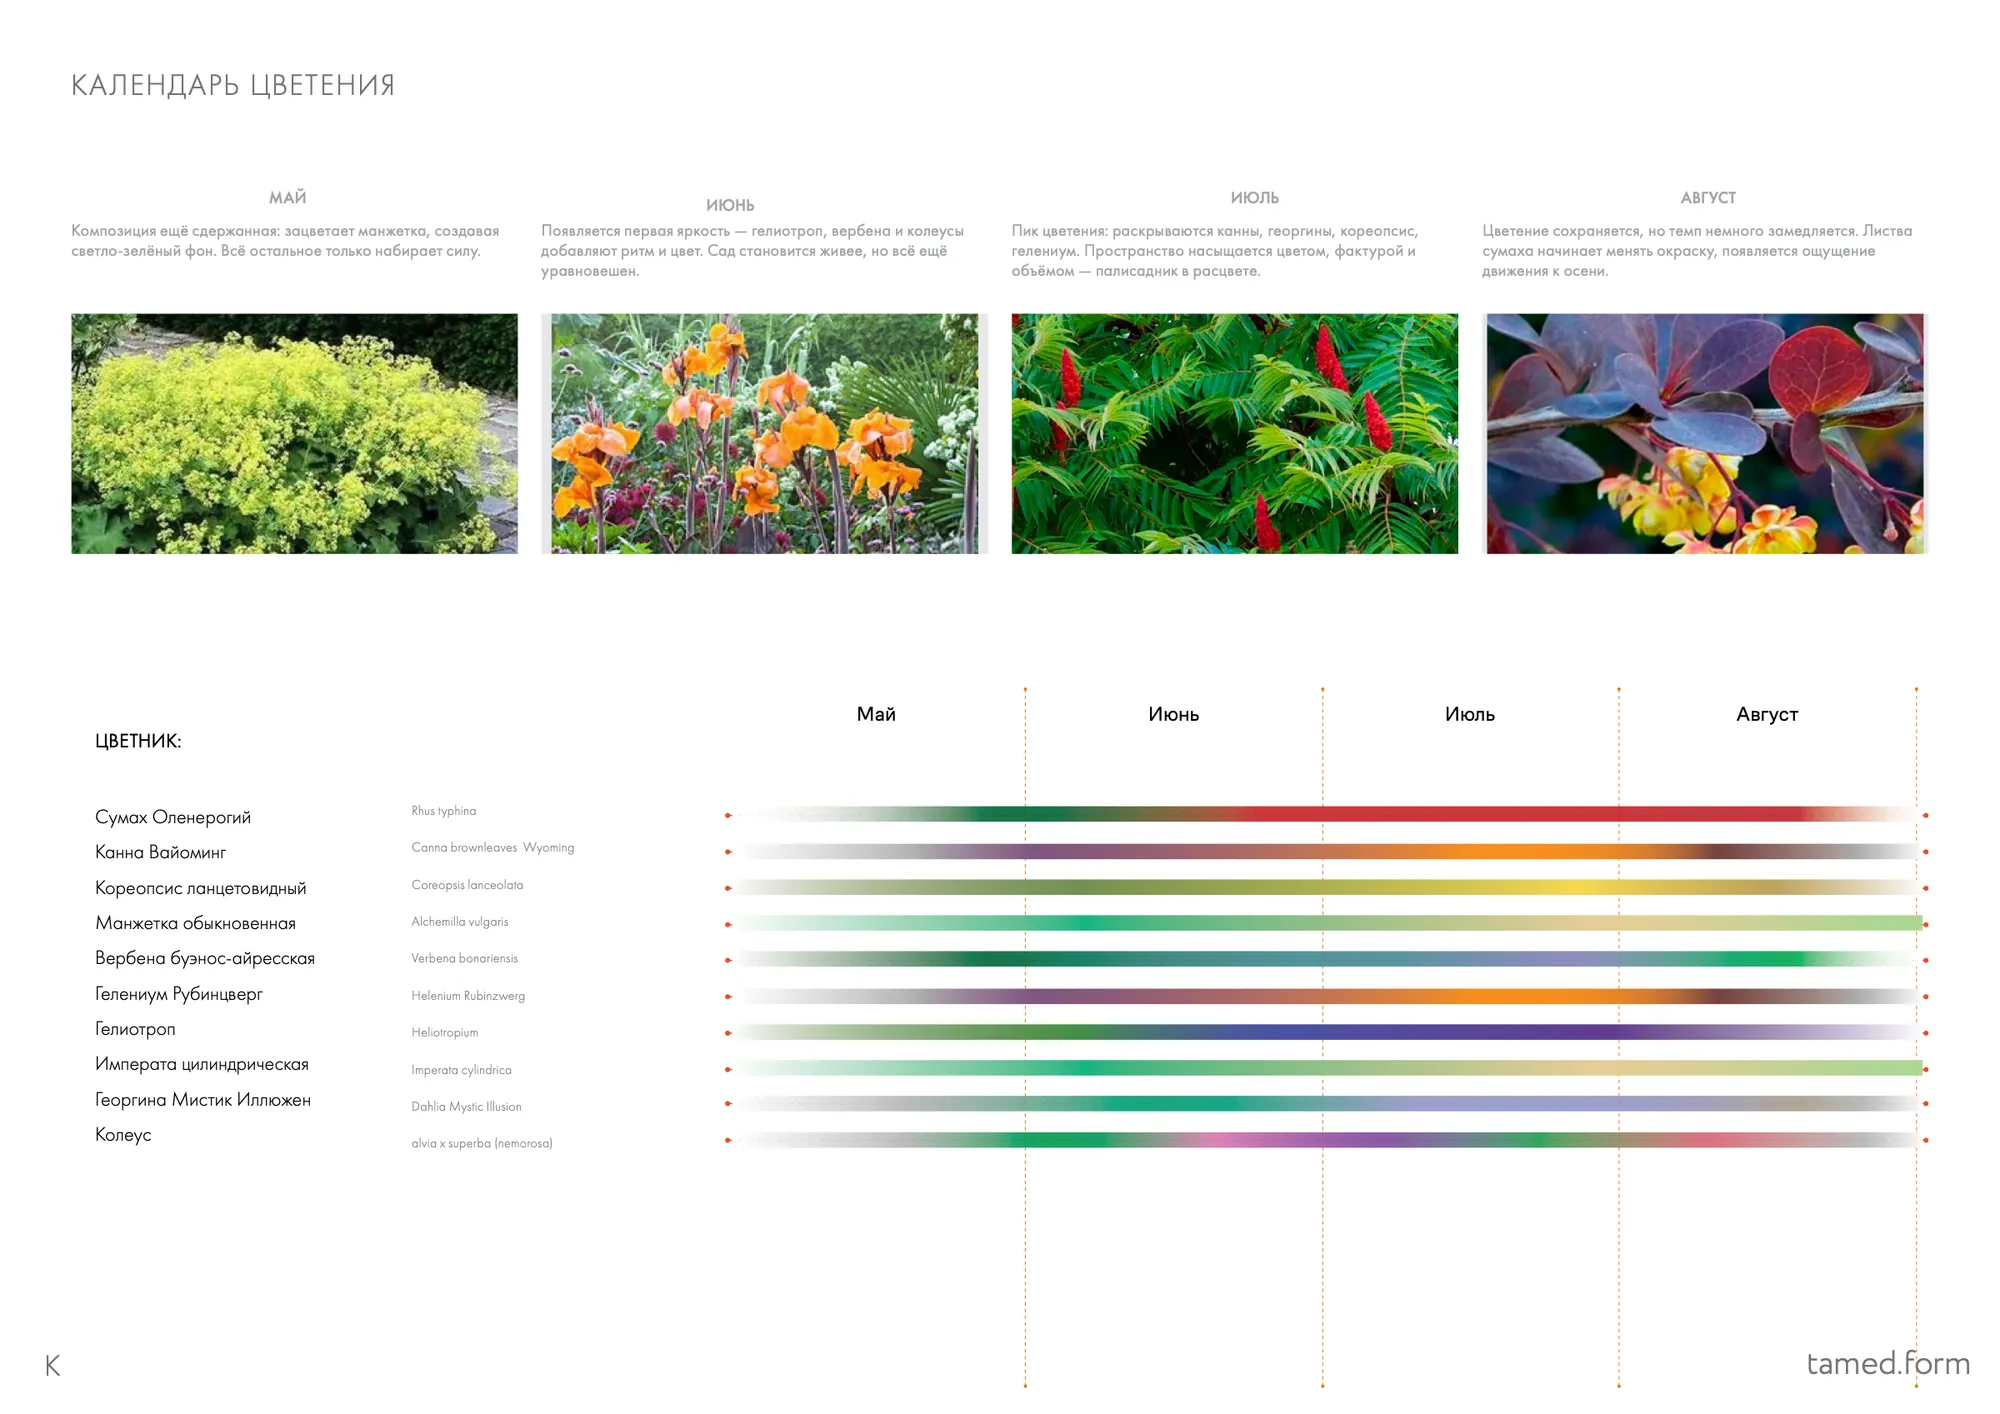 КАЛЕНДАРЬ ЦВЕТЕНИЯ
МАЙ
Композиция ещё сдержанная: зацветает манжетка, создавая
светло-зелёный фон. Всё остальное только набирает силу.
ИЮНЬ
Появляется первая яркость — гелиотроп, вербена и колеусы
добавляют ритм и цвет. Сад становится живее, но всё ещё
уравновешен.
ИЮЛЬ
Пик цветения: раскрываются канны, георгины, кореопсис,
гелениум. Пространство насыщается цветом, фактурой и
объёмом — палисадник в расцвете.
АВГУСТ
Цветение сохраняется, но темп немного замедляется. Листва
сумаха начинает менять окраску, появляется ощущение
движения к осени.
Май Июнь Июль Август
ЦВЕТНИК:
Сумах Оленерогий Rhus typhina
Канна Вайоминг Canna brownleaves Wyoming
Кореопсис ланцетовидный Coreopsis lanceolata
Манжетка обыкновенная Alchemilla vulgaris
Вербена буэнос-айресская Verbena bonariensis
Гелениум Рубинцверг Helenium Rubinzwerg
Гелиотроп Heliotropium
Императа цилиндрическая Imperata cylindrica
Георгина Мистик Иллюжен Dahlia Mystic Illusion
Колеус alvia x superba (nemorosa)
K
tamed.form